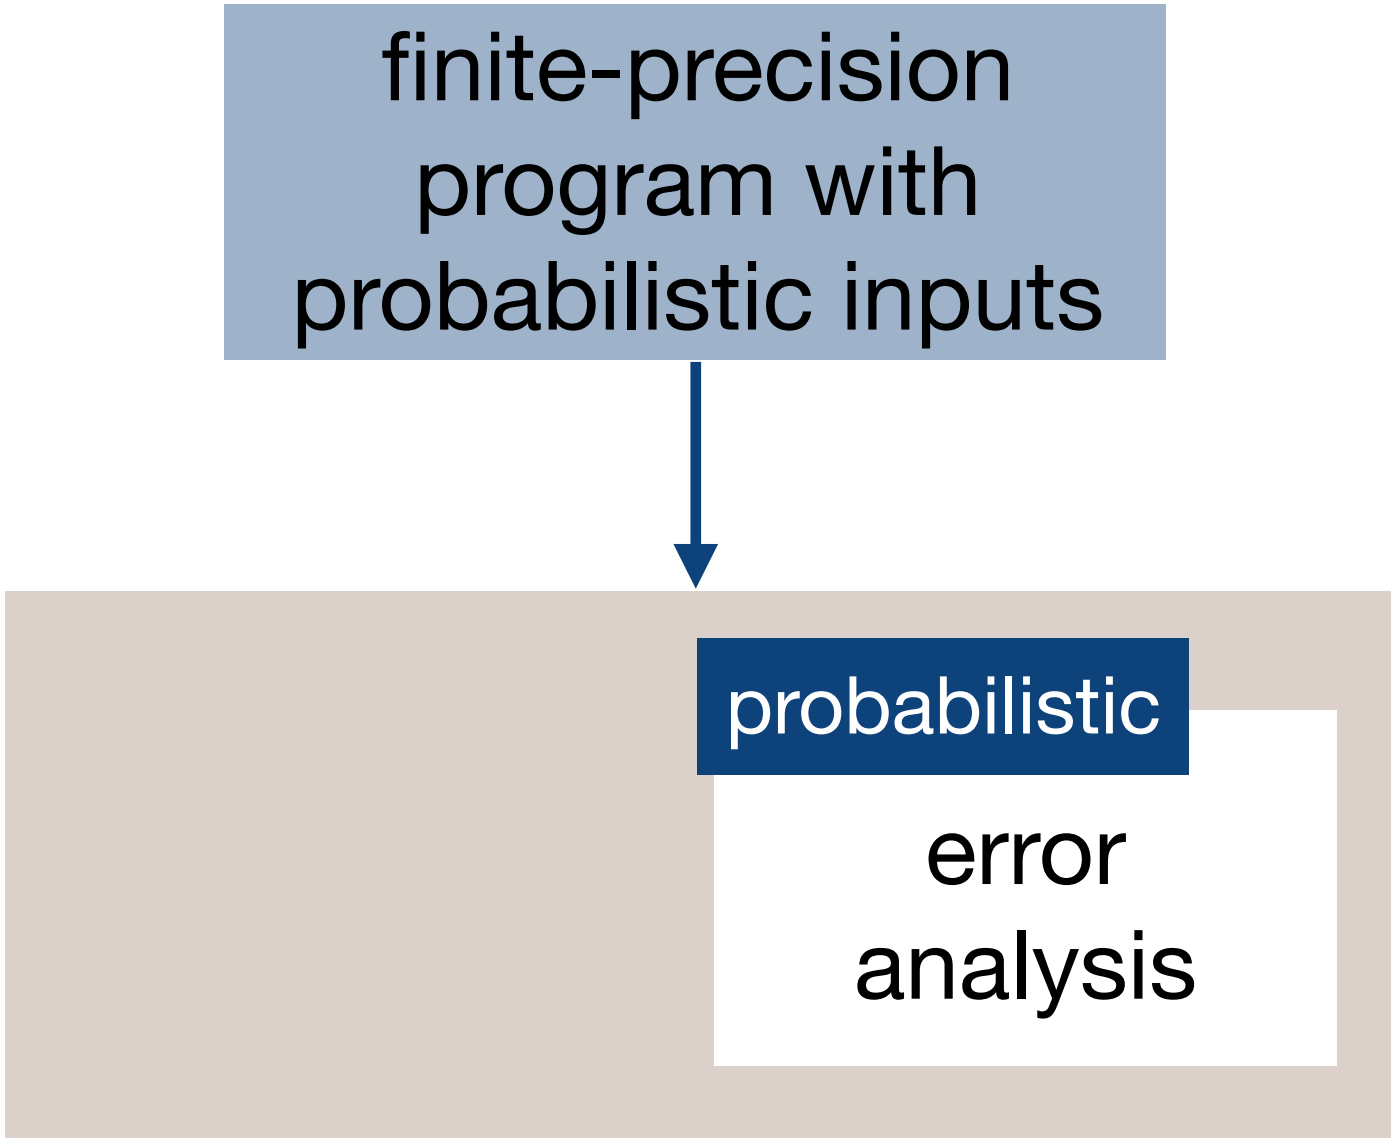 finite-precision
program with
probabilistic inputs
probabilistic
error
analysis